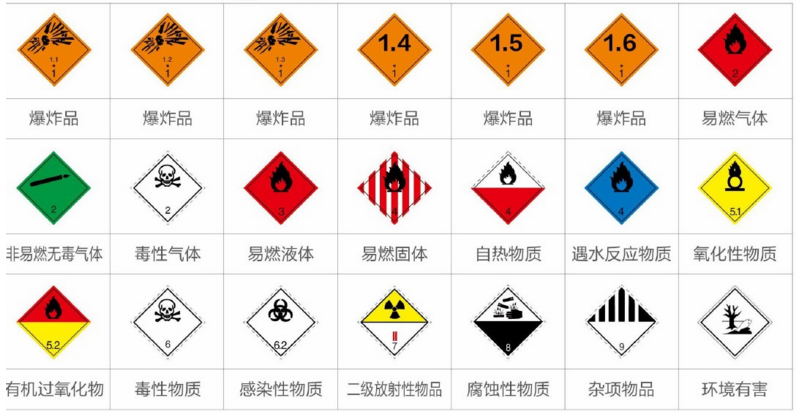 1.1 1.2 1.3 1.4 1.5 1.6
* * * * * *
1 1 1 1 1 1 2
爆炸品 爆炸品 爆炸品 爆炸品 爆炸品 爆炸品 易燃气体
2 2 3 4 4 4 5.1
非易燃无毒气体 毒性气体 易燃液体 易燃固体 自热物质 遇水反应物质 氧化性物质
5.2 6 6.2 II 7 8 9
有机过氧化物 毒性物质 感染性物质 二级放射性物品 腐蚀性物质 杂项物品 环境有害